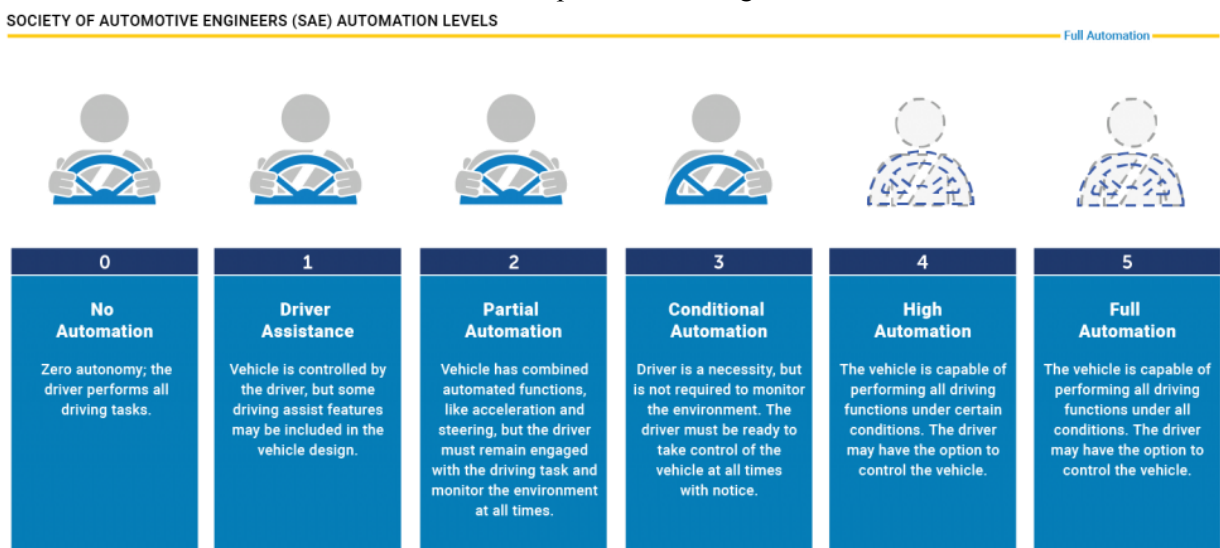 SOCIETY OF AUTOMOTIVE ENGINEERS (SAE) AUTOMATION LEVELS
Full Automation
0
No
Automation
Zero autonomy; the
driver performs all
driving tasks.
1
Driver
Assistance
Vehicle is controlled by
the driver, but some
driving assist features
may be included in the
vehicle design.
2
Partial
Automation
Vehicle has combined
automated functions,
like acceleration and
steering, but the driver
must remain engaged
with the driving task and
monitor the environment
at all times.
3
Conditional
Automation
Driver is a necessity, but
is not required to monitor
the environment. The
driver must be ready to
take control of the
vehicle at all times
with notice.
4
High
Automation
The vehicle is capable of
performing all driving
functions under certain
conditions. The driver
may have the option to
control the vehicle.
5
Full
Automation
The vehicle is capable of
performing all driving
functions under all
conditions. The driver
may have the option to
control the vehicle.